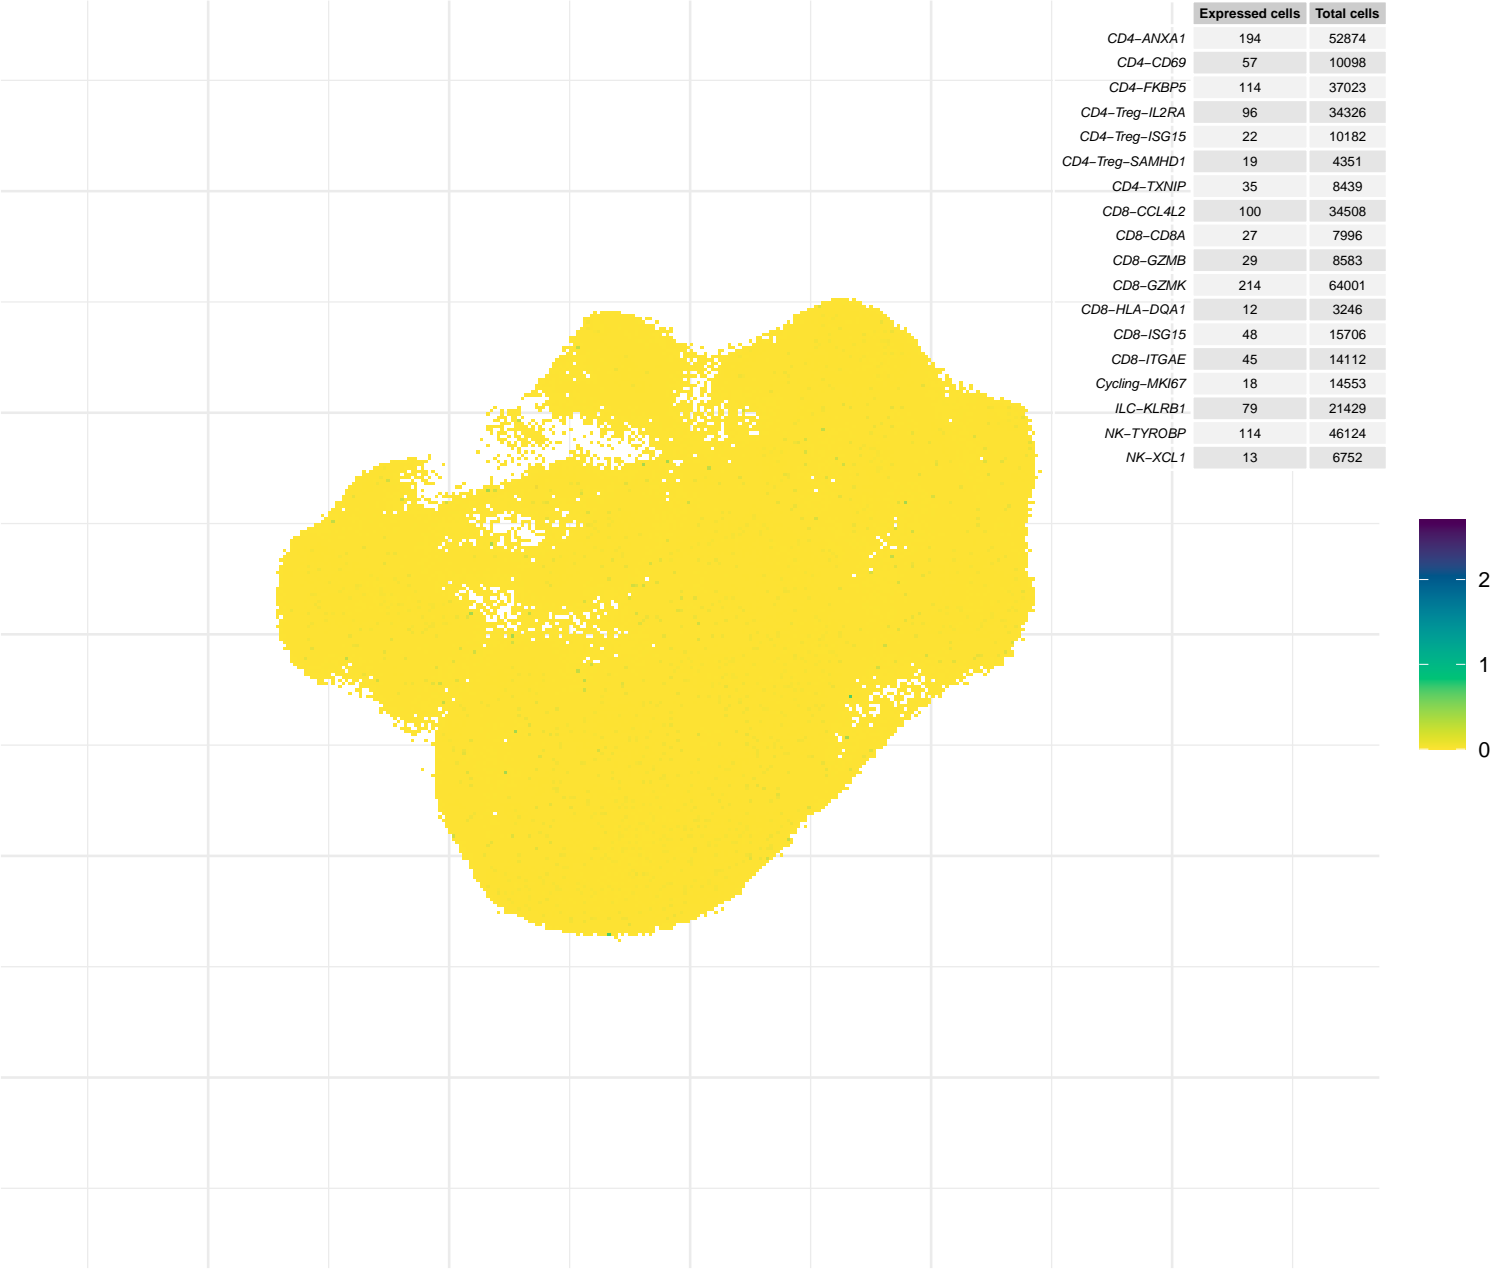 Expressed cells Total cells
CD4−ANXA1 194 52874
CD4−CD69 57 10098
CD4−FKBP5 114 37023
CD4−Treg−IL2RA 96 34326
CD4−Treg−ISG15 22 10182
CD4−Treg−SAMHD1 19 4351
CD4−TXNIP 35 8439
CD8−CCL4L2 100 34508
CD8−CD8A 27 7996
CD8−GZMB 29 8583
CD8−GZMK 214 64001
CD8−HLA−DQA1 12 3246
CD8−ISG15 48 15706
CD8−ITGAE 45 14112
Cycling−MKI67 18 14553
ILC−KLRB1 79 21429
NK−TYROBP 114 46124
NK−XCL1 13 6752
2
1
0